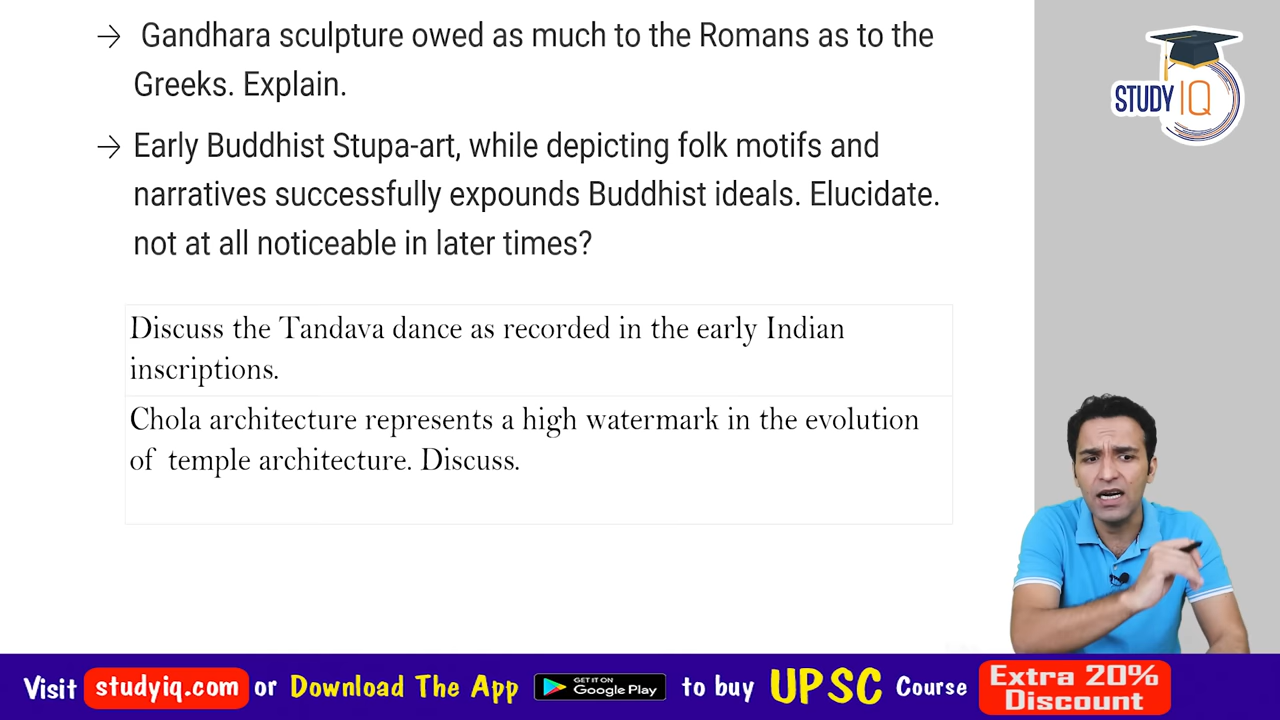 → Gandhara sculpture owed as much to the Romans as to the
Greeks. Explain.
→ Early Buddhist Stupa-art, while depicting folk motifs and
narratives successfully expounds Buddhist ideals. Elucidate.
not at all noticeable in later times?
Discuss the Tandava dance as recorded in the early Indian
inscriptions.
Chola architecture represents a high watermark in the evolution
of temple architecture. Discuss.
STUDY IQ
Visit studyiq.com or Download The App GET IT ON Google Play to buy UPSC Course Extra 20% Discount